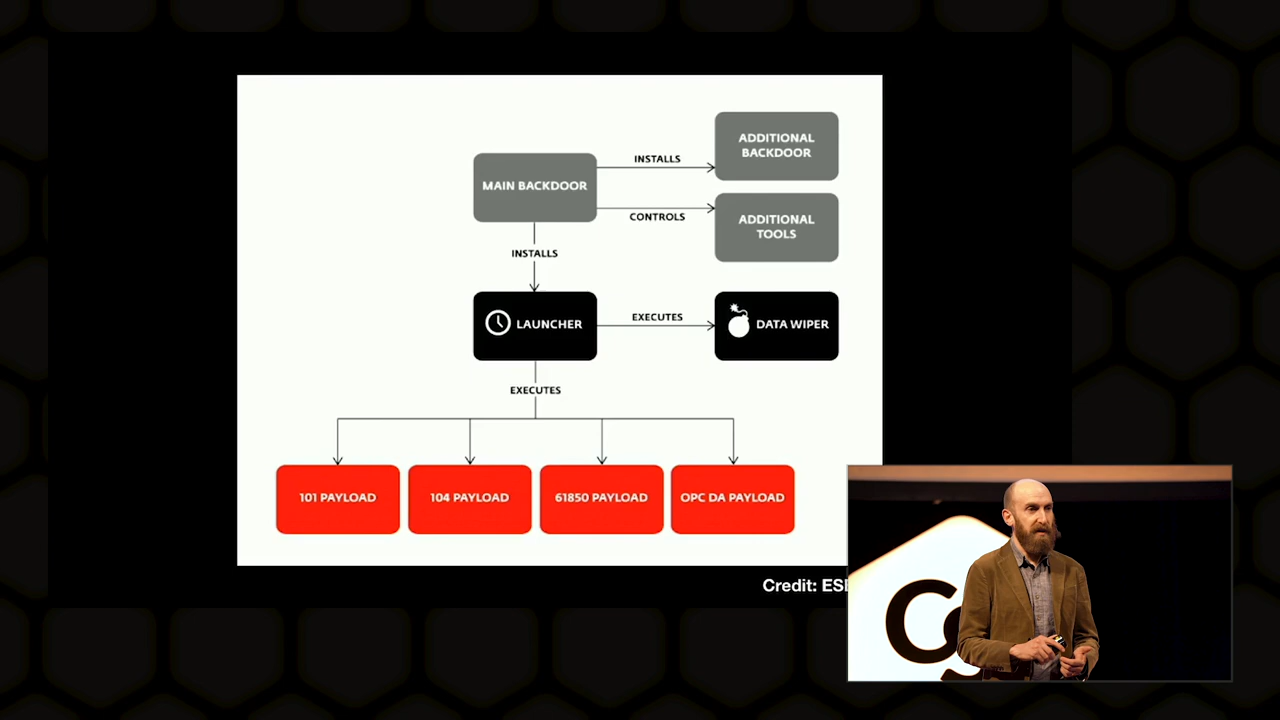 ADDITIONAL
BACKDOOR
INSTALLS
MAIN BACKDOOR
CONTROLS
ADDITIONAL
TOOLS
INSTALLS
LAUNCHER
EXECUTES
DATA WIPER
EXECUTES
101 PAYLOAD
104 PAYLOAD
61850 PAYLOAD
OPC DA PAYLOAD
Credit: